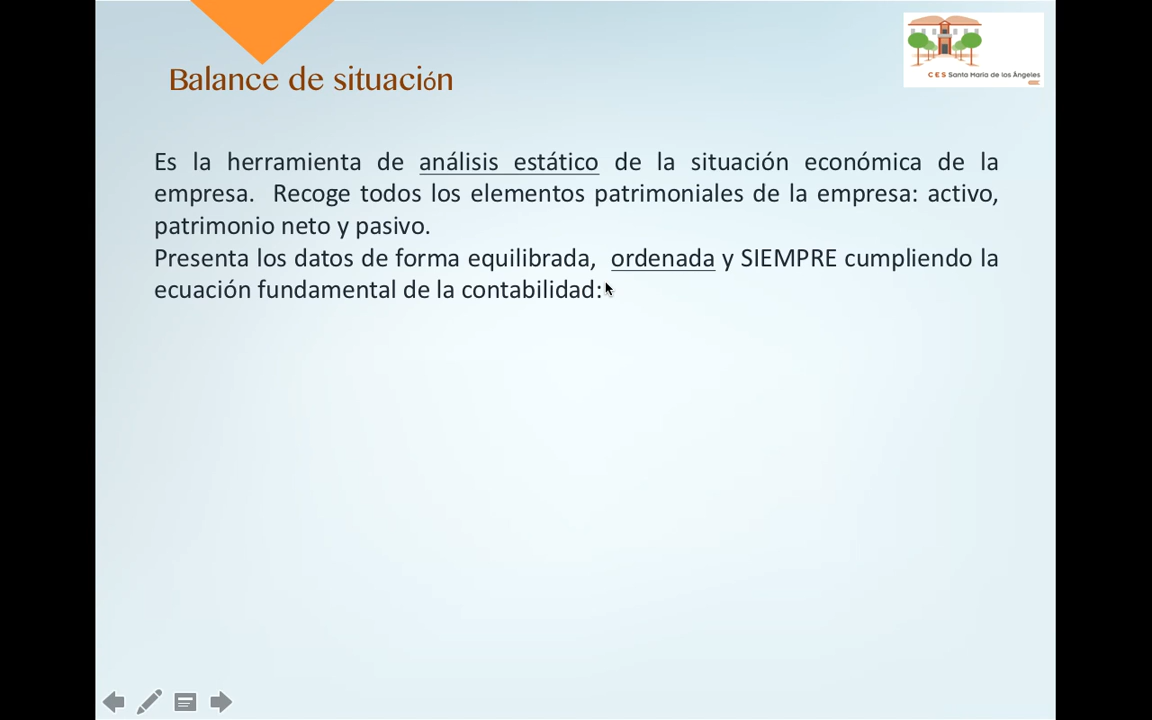 Balance de situación
C E S Santa María de los Ángeles
Es la herramienta de análisis estático de la situación económica de la
empresa. Recoge todos los elementos patrimoniales de la empresa: activo,
patrimonio neto y pasivo.
Presenta los datos de forma equilibrada, ordenada y SIEMPRE cumpliendo la
ecuación fundamental de la contabilidad: